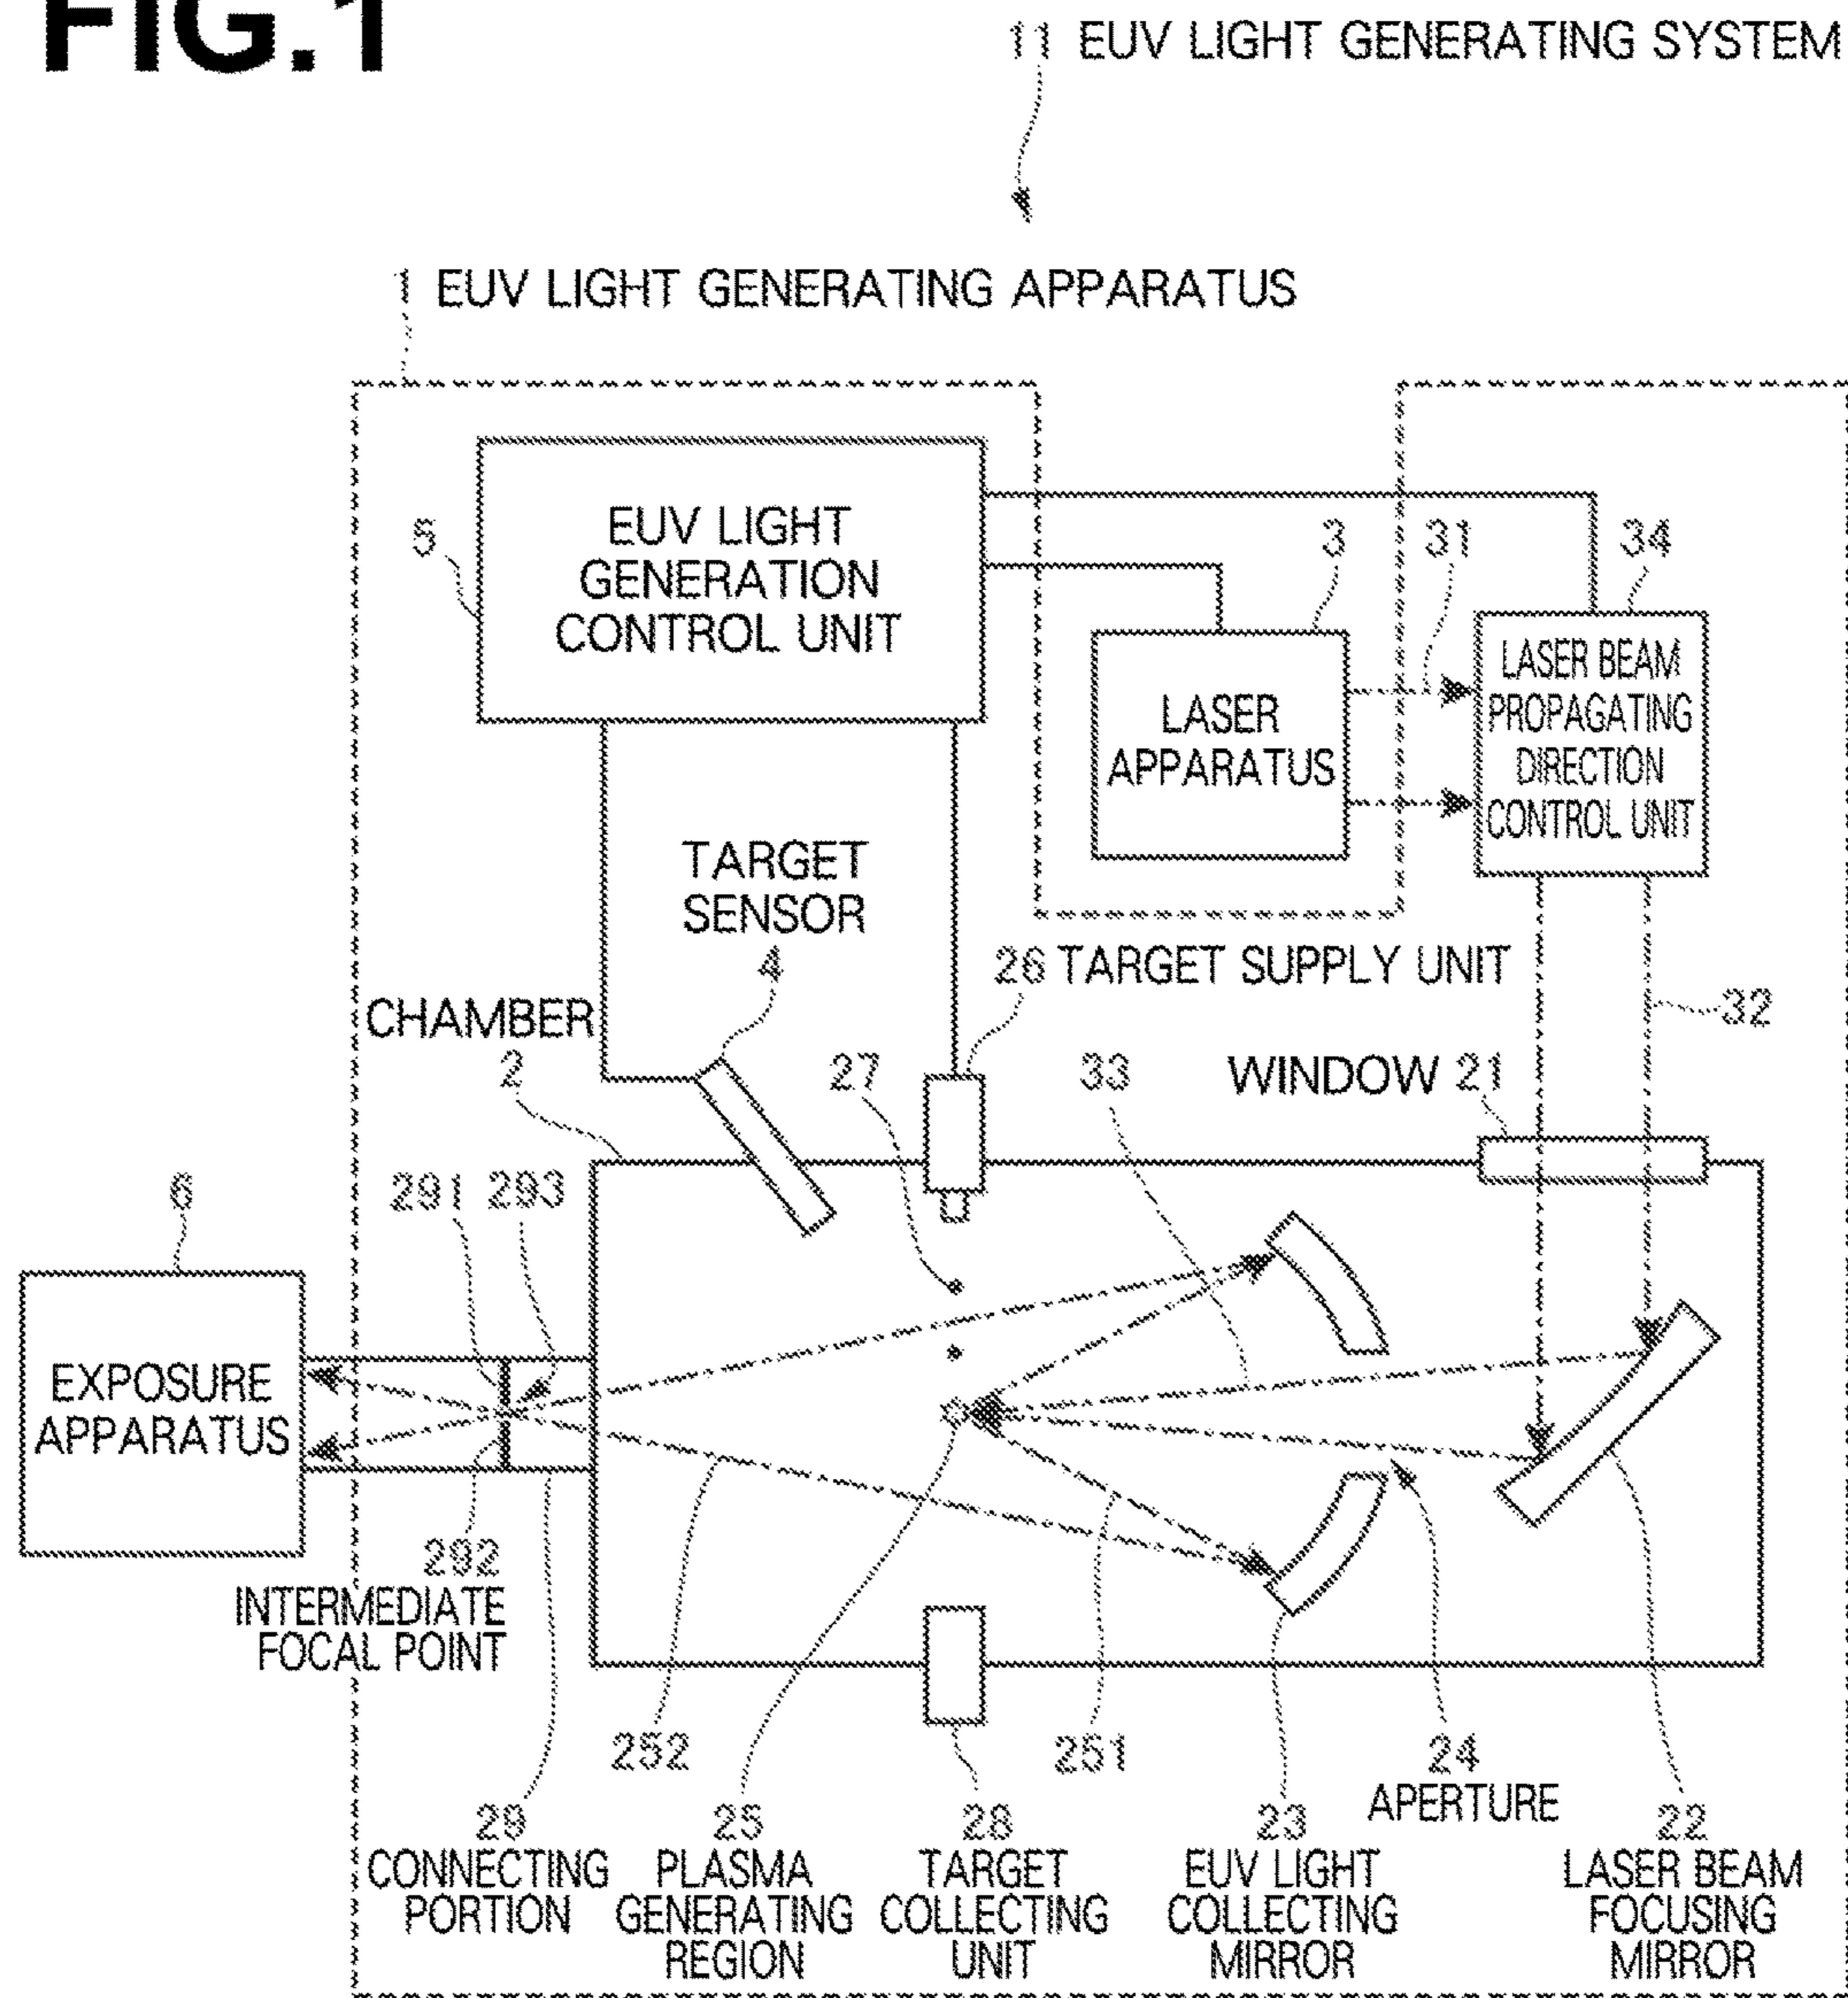 FIG.1
11 EUV LIGHT GENERATING SYSTEM
1 EUV LIGHT GENERATING APPARATUS
5
EUV LIGHT
GENERATION
CONTROL UNIT
3
31
34
LASER
APPARATUS
LASER BEAM
PROPAGATING
DIRECTION
CONTROL UNIT
TARGET
SENSOR
4
26 TARGET SUPPLY UNIT
32
CHAMBER
2
27
33
WINDOW 21
6
291
293
EXPOSURE
APPARATUS
292
INTERMEDIATE
FOCAL POINT
252
251
24
APERTURE
29
CONNECTING
PORTION
25
PLASMA
GENERATING
REGION
28
TARGET
COLLECTING
UNIT
23
EUV LIGHT
COLLECTING
MIRROR
22
LASER BEAM
FOCUSING
MIRROR